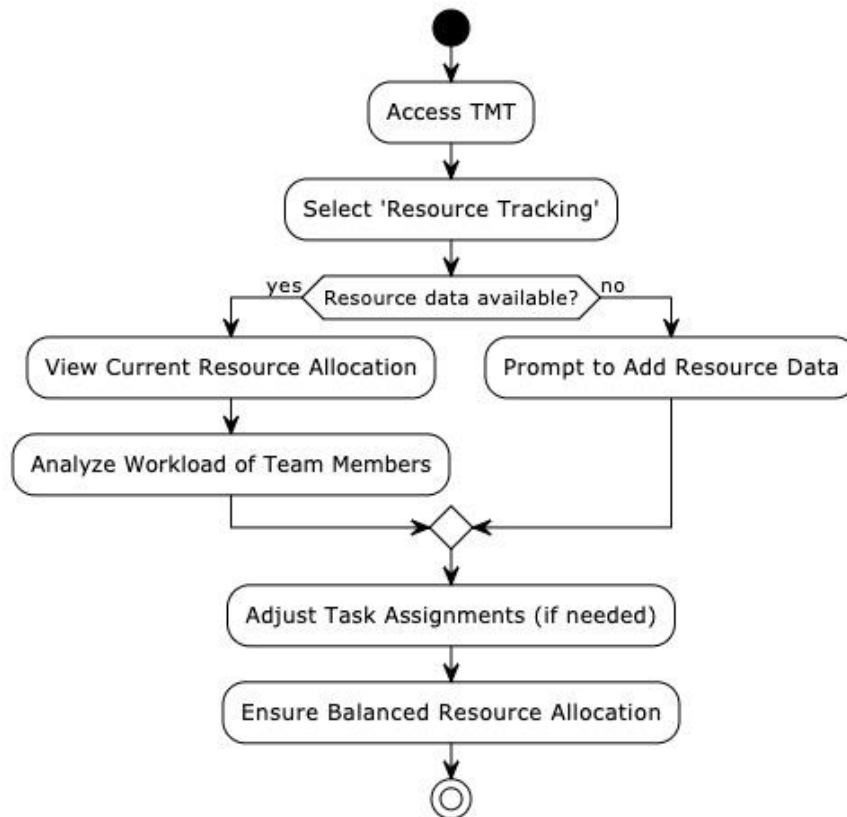 Access TMT
Select 'Resource Tracking'
yes
Resource data available?
no
View Current Resource Allocation
Prompt to Add Resource Data
Analyze Workload of Team Members
Adjust Task Assignments (if needed)
Ensure Balanced Resource Allocation